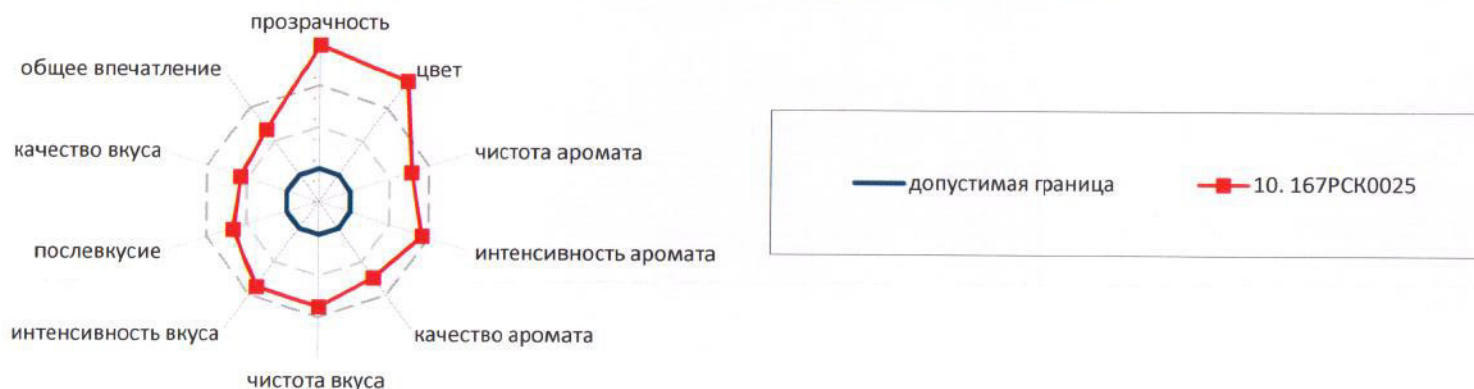 прозрачность
общее впечатление
цвет
качество вкуса
чистота аромата
послевкусие
интенсивность аромата
интенсивность вкуса
качество аромата
чистота вкуса
допустимая граница
10. 167РСК0025